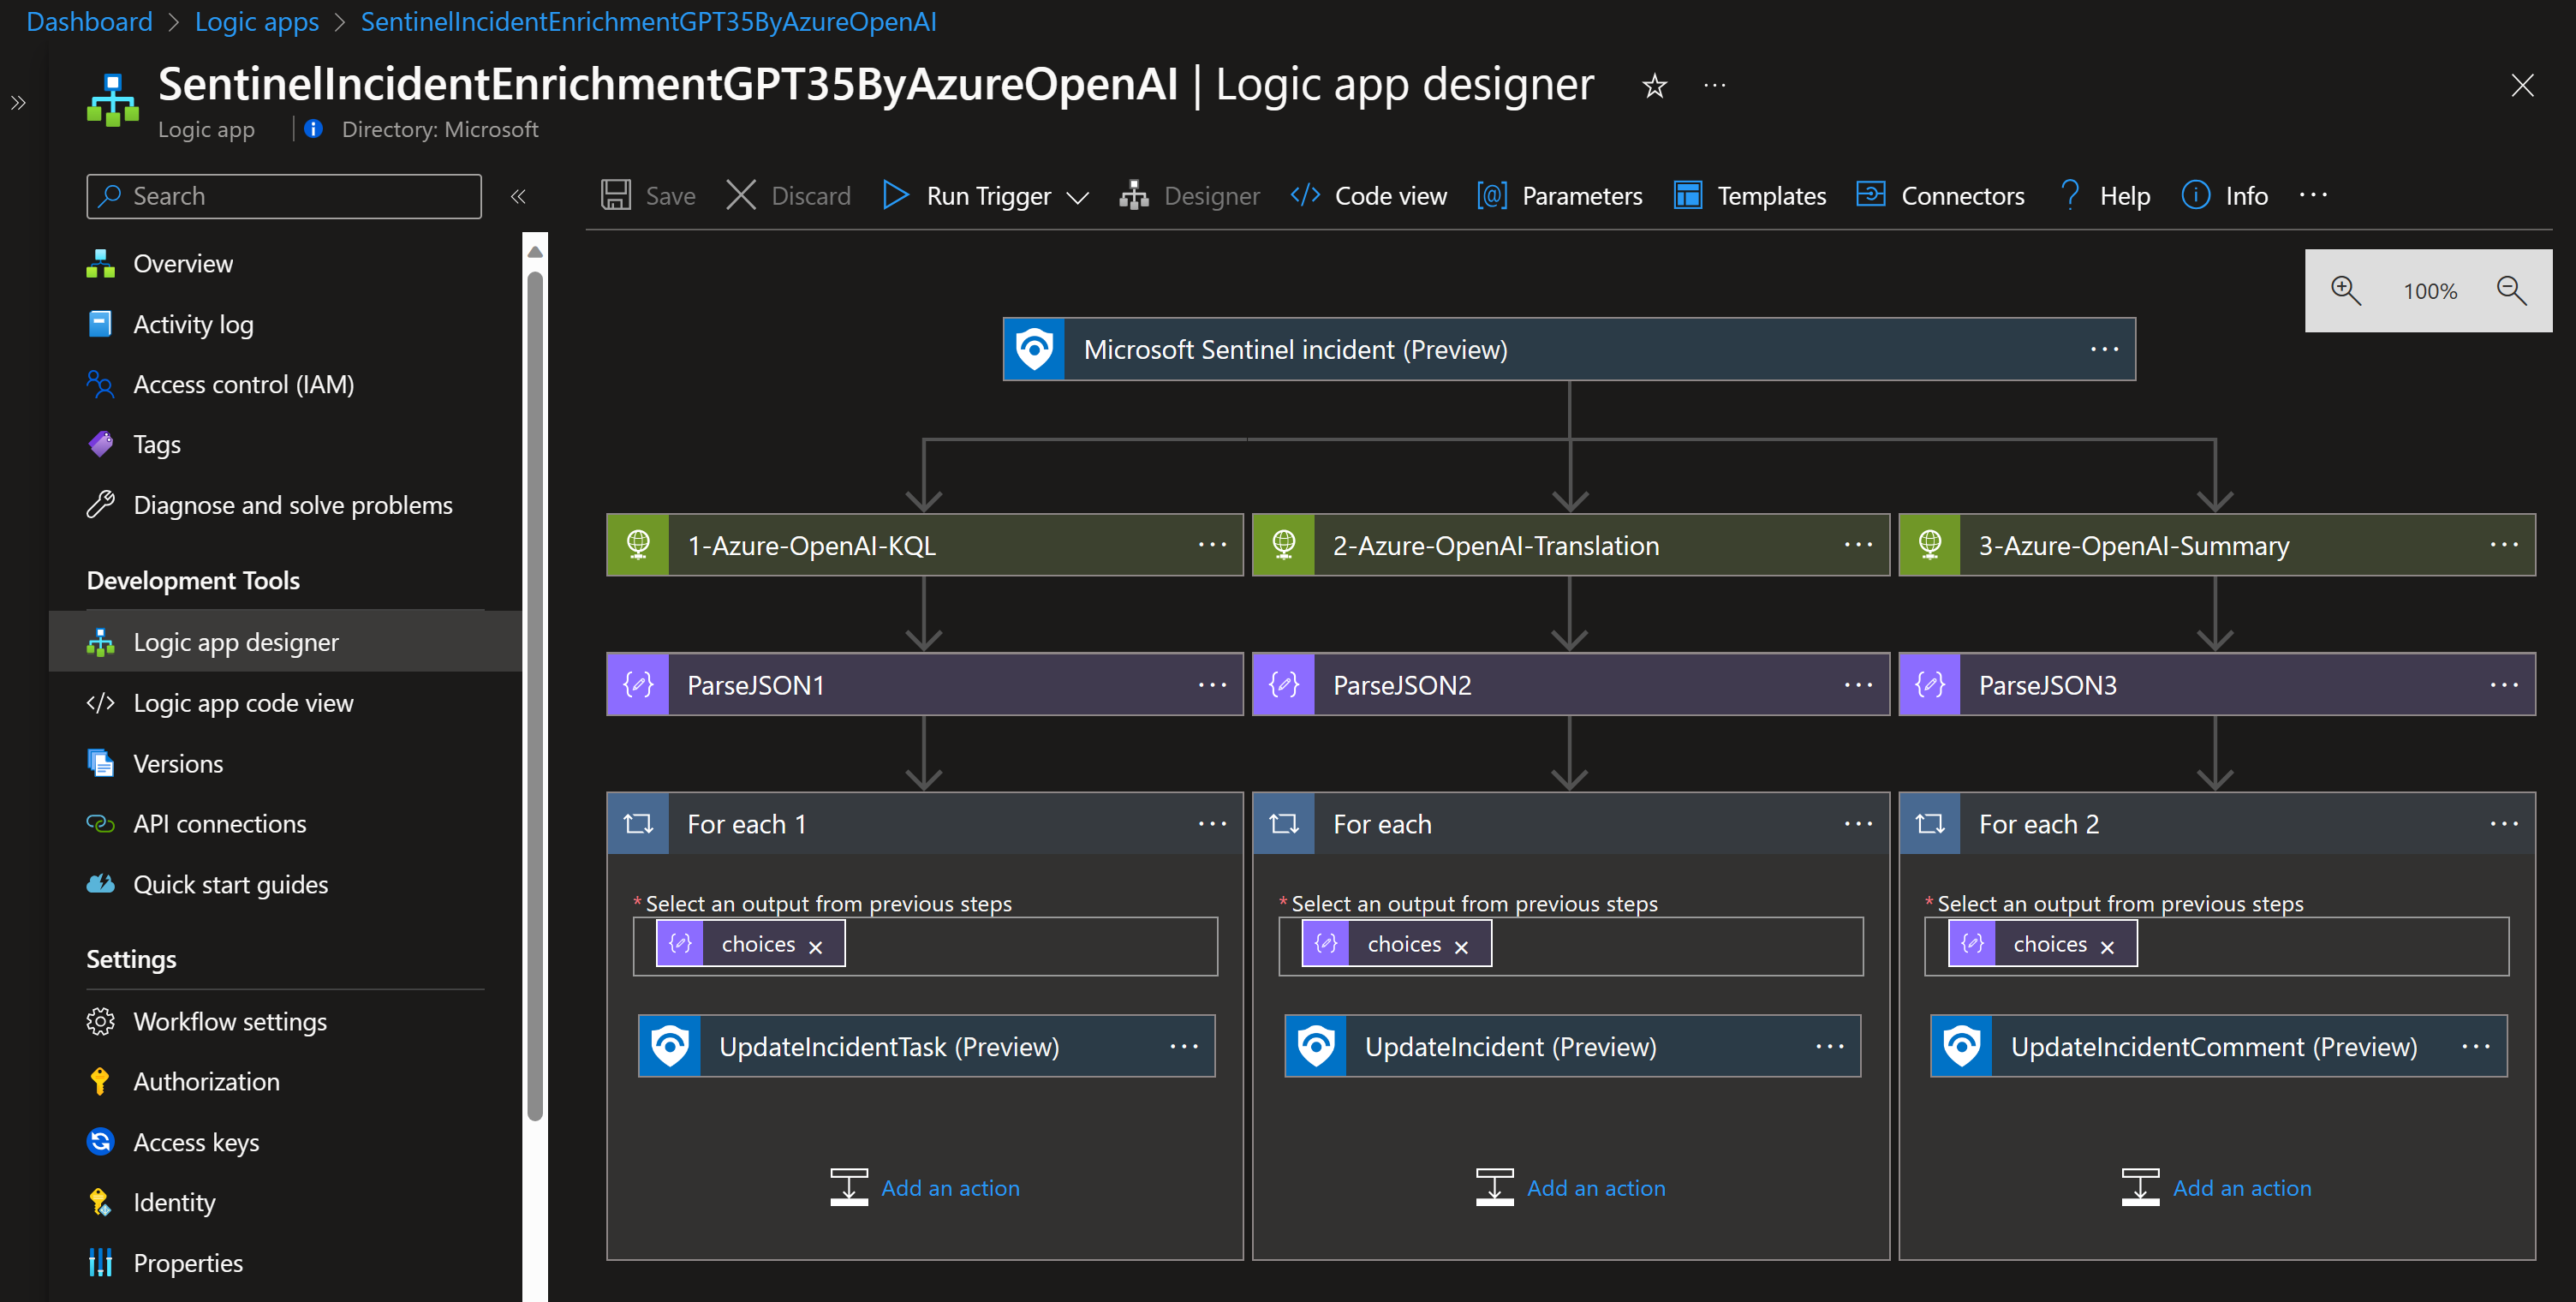 Dashboard > Logic apps > SentinelIncidentEnrichmentGPT35ByAzureOpenAI
SentinelIncidentEnrichmentGPT35ByAzureOpenAI | Logic app designer
Logic app
Directory: Microsoft
Search
Save
Discard
Run Trigger
Designer
Code view
Parameters
Templates
Connectors
Help
Info
Overview
Activity log
Access control (IAM)
Tags
Diagnose and solve problems
Development Tools
Logic app designer
Logic app code view
Versions
API connections
Quick start guides
Settings
Workflow settings
Authorization
Access keys
Identity
Properties
100%
Microsoft Sentinel incident (Preview)
1-Azure-OpenAI-KQL
2-Azure-OpenAI-Translation
3-Azure-OpenAI-Summary
ParseJSON1
ParseJSON2
ParseJSON3
For each 1
For each
For each 2
* Select an output from previous steps
* Select an output from previous steps
* Select an output from previous steps
choices ×
choices ×
choices ×
UpdateIncidentTask (Preview)
UpdateIncident (Preview)
UpdateIncidentComment (Preview)
Add an action
Add an action
Add an action